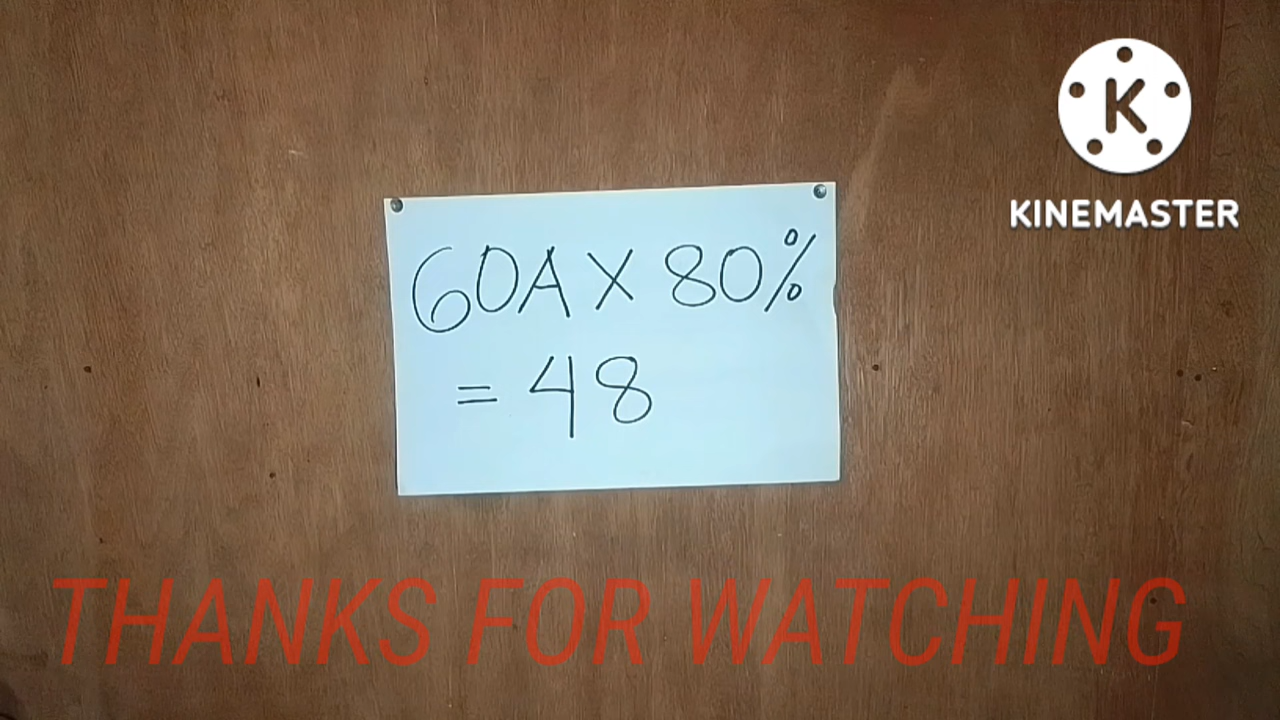 K
KINEMASTER
60A X 80%
= 48
THANKS FOR WATCHING